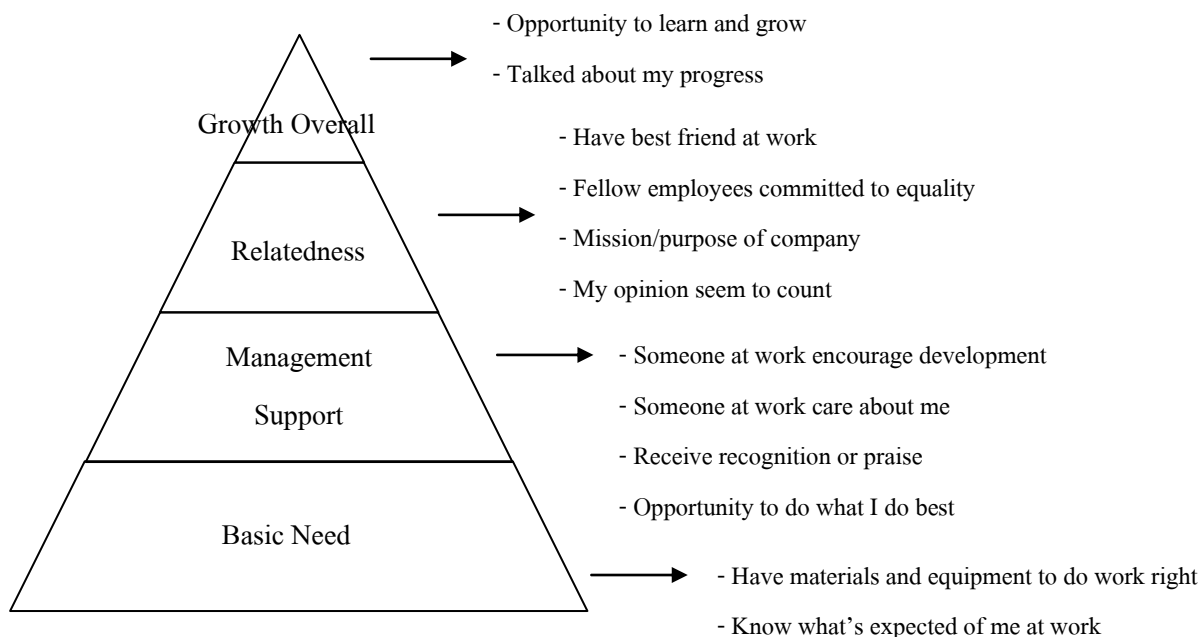 - Opportunity to learn and grow
- Talked about my progress
Growth Overall
- Have best friend at work
- Fellow employees committed to equality
- Mission/purpose of company
- My opinion seem to count
Relatedness
- Someone at work encourage development
- Someone at work care about me
- Receive recognition or praise
- Opportunity to do what I do best
Management
Support
- Have materials and equipment to do work right
- Know what's expected of me at work
Basic Need